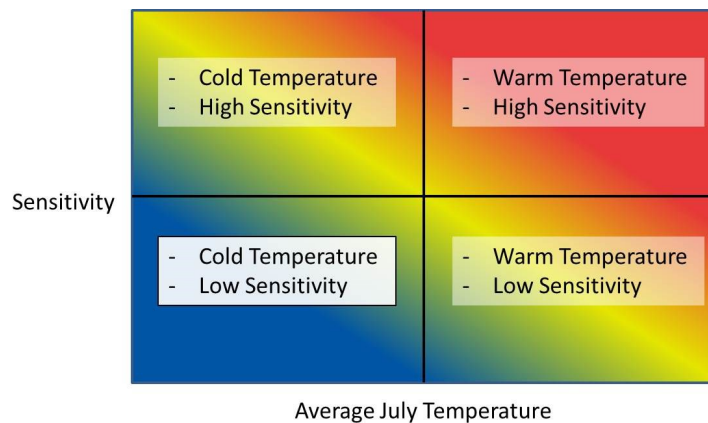 - Cold Temperature
- High Sensitivity
- Warm Temperature
- High Sensitivity
Sensitivity
- Cold Temperature
- Low Sensitivity
- Warm Temperature
- Low Sensitivity
Average July Temperature